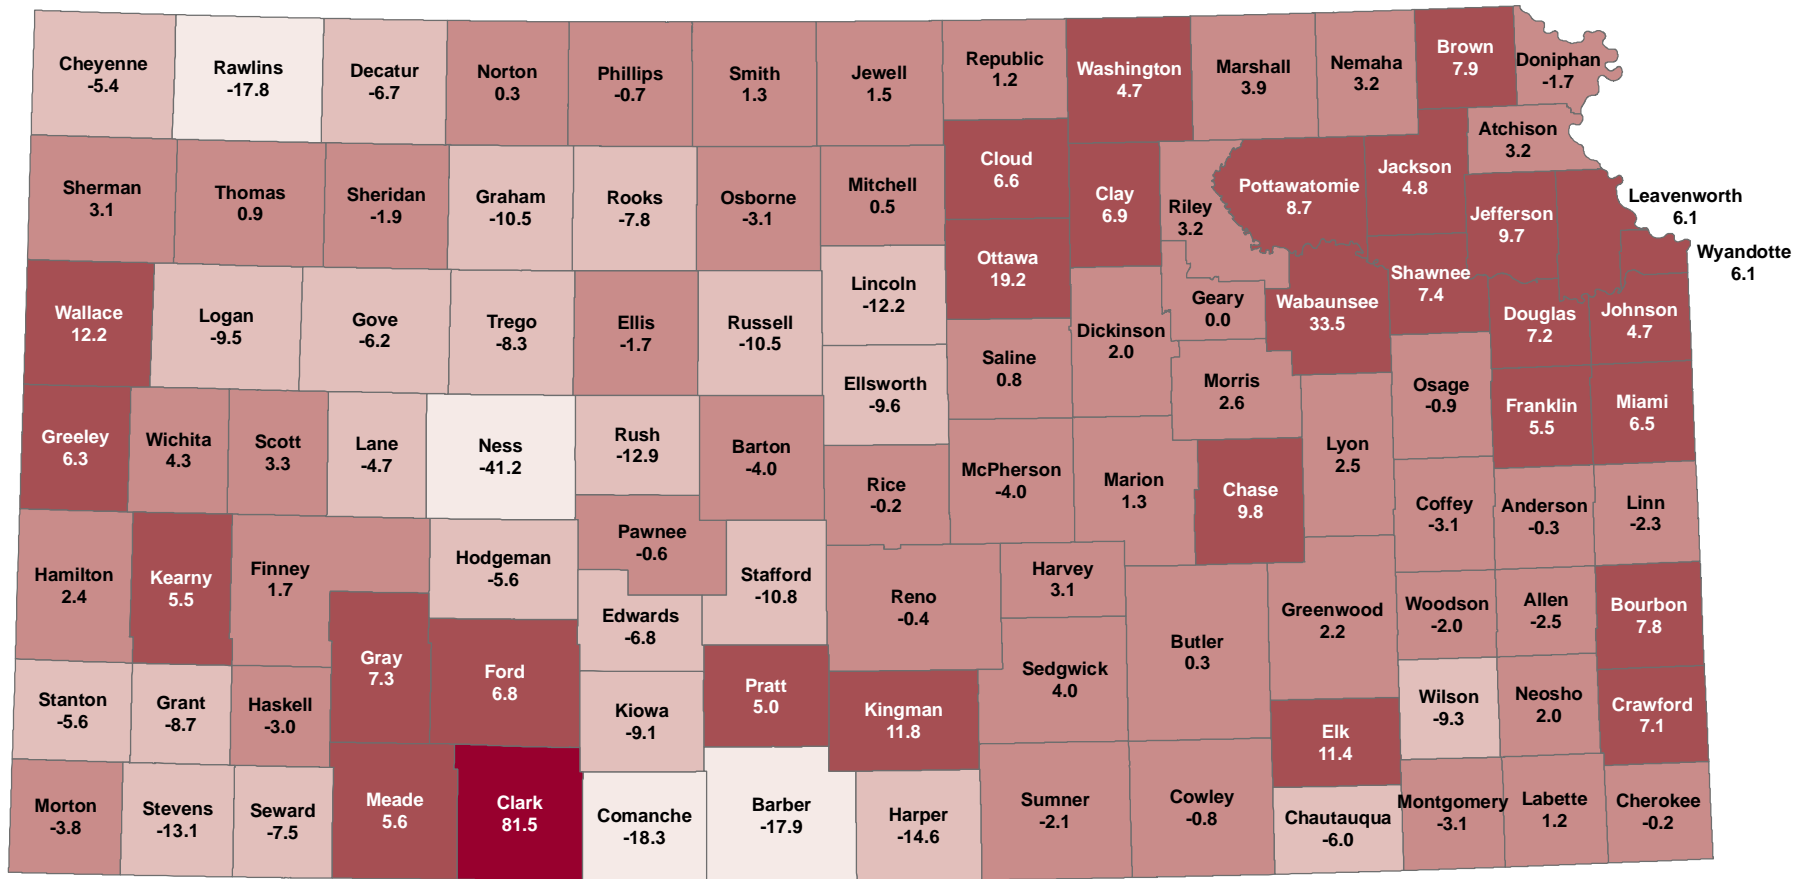 Cheyenne
-5.4
Rawlins
-17.8
Decatur
-6.7
Norton
0.3
Phillips
-0.7
Smith
1.3
Jewell
1.5
Republic
1.2
Washington
4.7
Marshall
3.9
Nemaha
3.2
Brown
7.9
Doniphan
-1.7
Atchison
3.2
Sherman
3.1
Thomas
0.9
Sheridan
-1.9
Graham
-10.5
Rooks
-7.8
Osborne
-3.1
Mitchell
0.5
Cloud
6.6
Clay
6.9
Riley
3.2
Pottawatomie
8.7
Jackson
4.8
Jefferson
9.7
Leavenworth
6.1
Wyandotte
6.1
Wallace
12.2
Logan
-9.5
Gove
-6.2
Trego
-8.3
Ellis
-1.7
Russell
-10.5
Lincoln
-12.2
Ottawa
19.2
Dickinson
2.0
Geary
0.0
Wabaunsee
33.5
Shawnee
7.4
Douglas
7.2
Johnson
4.7
Ellsworth
-9.6
Saline
0.8
Morris
2.6
Osage
-0.9
Franklin
5.5
Miami
6.5
Greeley
6.3
Wichita
4.3
Scott
3.3
Lane
-4.7
Ness
-41.2
Rush
-12.9
Barton
-4.0
Rice
-0.2
McPherson
-4.0
Marion
1.3
Chase
9.8
Lyon
2.5
Coffey
-3.1
Anderson
-0.3
Linn
-2.3
Hamilton
2.4
Kearny
5.5
Finney
1.7
Hodgeman
-5.6
Pawnee
-0.6
Stafford
-10.8
Edwards
-6.8
Reno
-0.4
Harvey
3.1
Butler
0.3
Greenwood
2.2
Woodson
-2.0
Allen
-2.5
Bourbon
7.8
Gray
7.3
Ford
6.8
Stanton
-5.6
Grant
-8.7
Haskell
-3.0
Kiowa
-9.1
Pratt
5.0
Kingman
11.8
Sedgwick
4.0
Elk
11.4
Wilson
-9.3
Neosho
2.0
Crawford
7.1
Morton
-3.8
Stevens
-13.1
Seward
-7.5
Meade
5.6
Clark
81.5
Comanche
-18.3
Barber
-17.9
Harper
-14.6
Sumner
-2.1
Cowley
-0.8
Chautauqua
-6.0
Montgomery
-3.1
Labette
1.2
Cherokee
-0.2